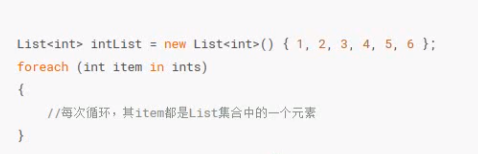 List<int> intList = new List<int>() { 1, 2, 3, 4, 5, 6 };
foreach (int item in ints)
{
//每次循环，其item都是List集合中的一个元素
}